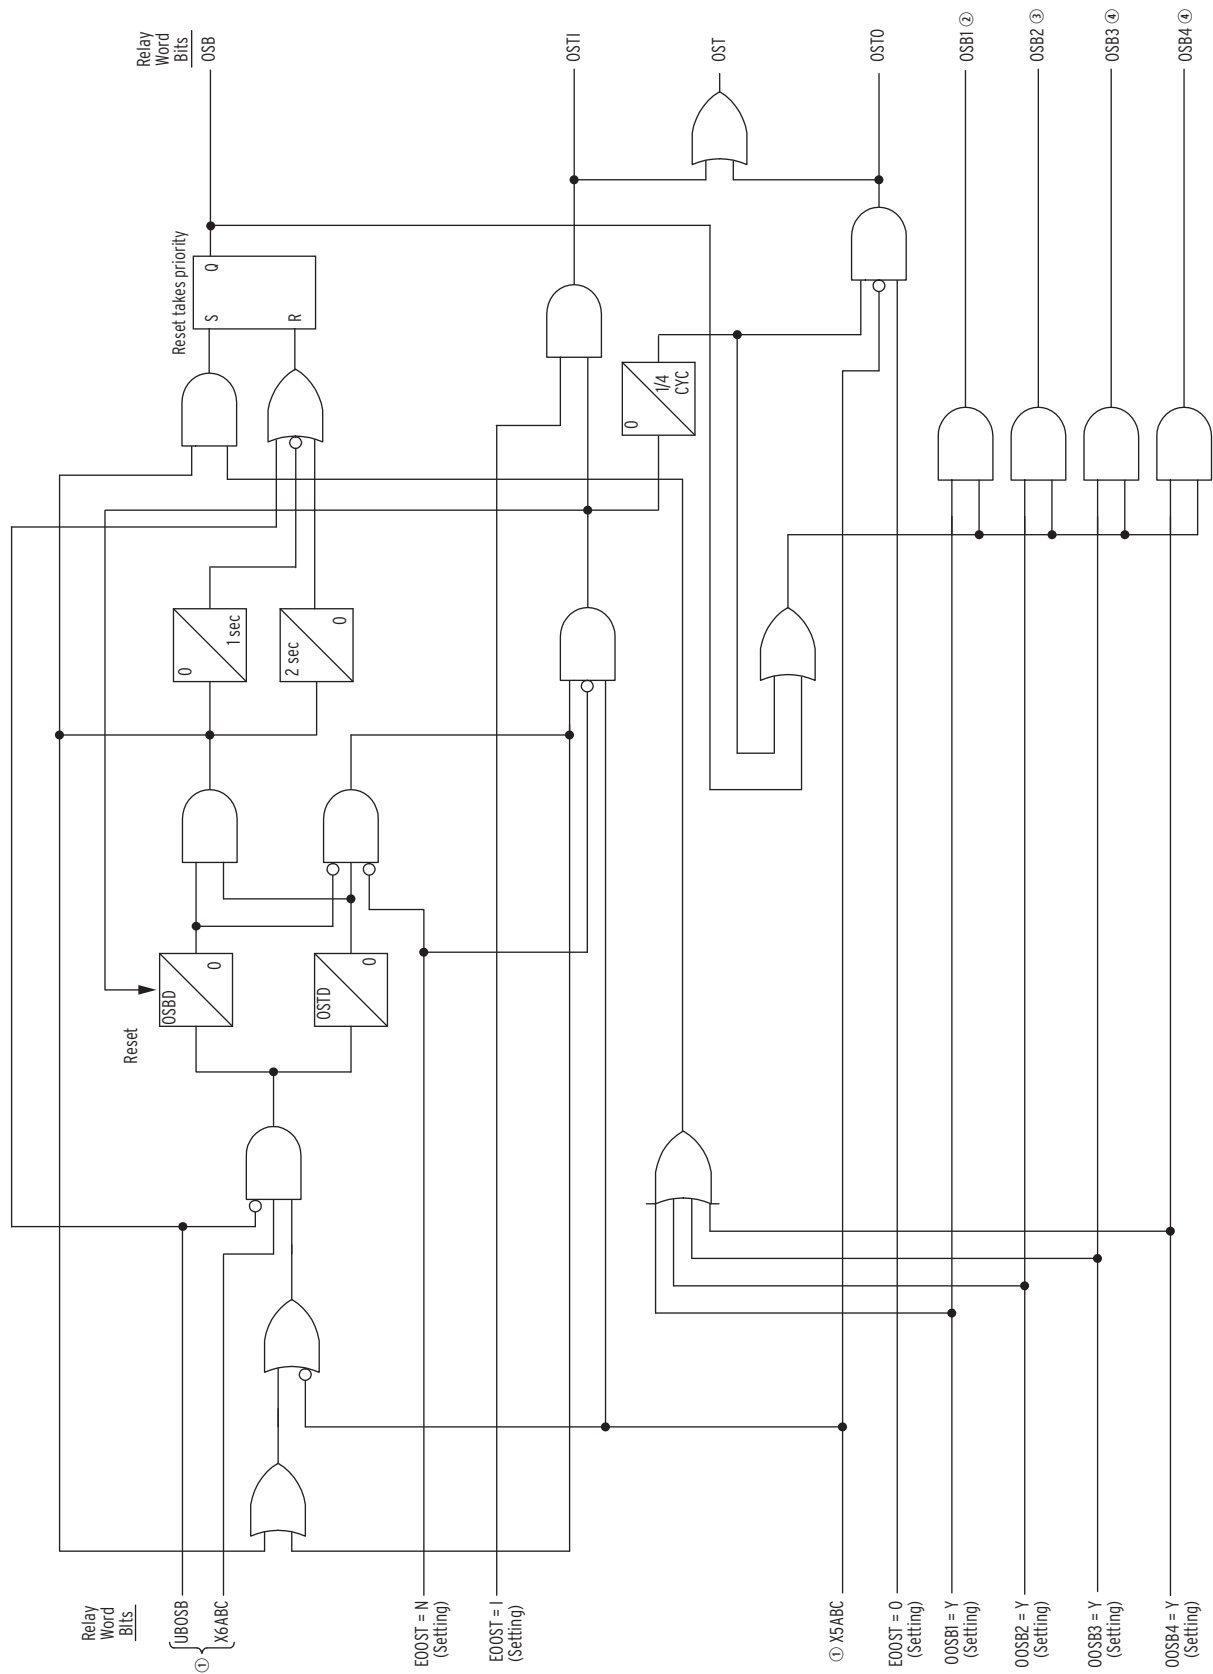 Relay
Word
BIts
① UBOSB
X6ABC
EOOST = N
(Setting)
EOOST = I
(Setting)
① X5ABC
EOOST = O
(Setting)
OOSB1 = Y
(Setting)
OOSB2 = Y
(Setting)
OOSB3 = Y
(Setting)
OOSB4 = Y
(Setting)
Reset
OSBD
0
OSTD
0
0
1 sec
2 sec
0
0
1/4
CYC
Reset takes priority
S
Q
R
Relay
Word
Bits
OSB
OSTI
OST
OSTO
OSB1 ②
OSB2 ③
OSB3 ④
OSB4 ④